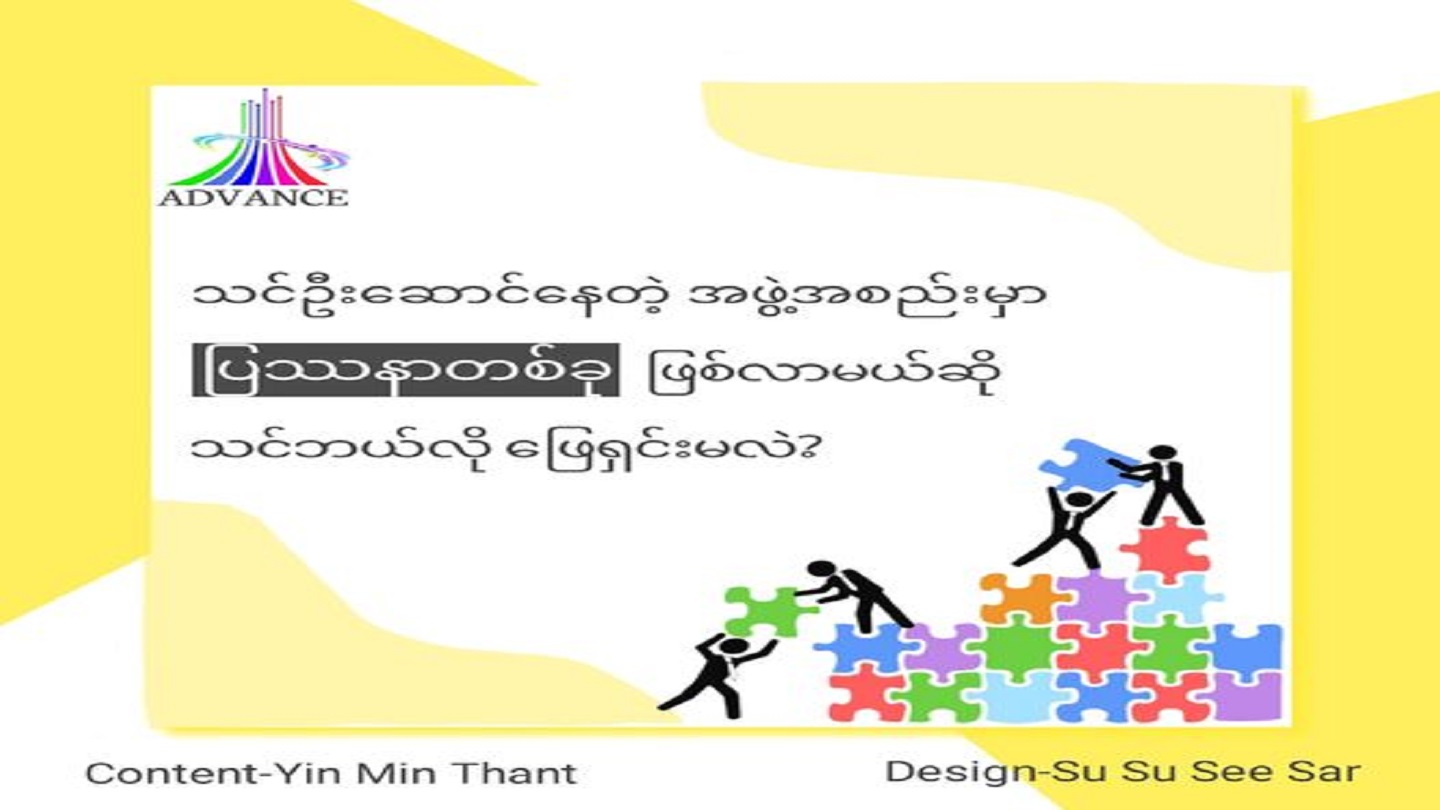 ADVANCE
သင်ဦးဆောင်နေတဲ့ အဖွဲ့အစည်းမှာ
ပြဿနာတစ်ခု ဖြစ်လာမယ်ဆို
သင်ဘယ်လို ဖြေရှင်းမလဲ?
Content-Yin Min Thant
Design-Su Su See Sar